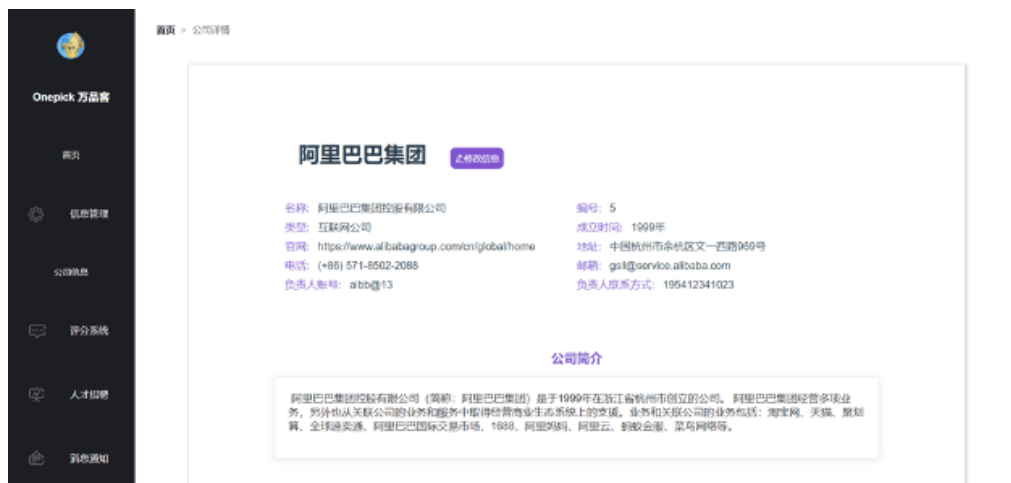 首页 > 公司详情
Onepick 万品客
首页
信息管理
公司信息
评分系统
人才招聘
消息通知
阿里巴巴集团
修改信息
名称: 阿里巴巴集团控股有限公司
编号: 5
类型: 互联网公司
成立时间: 1999年
官网: https://www.alibabagroup.com/cn/global/home
地址: 中国杭州市余杭区文一西路969号
电话: (+86) 571-8502-2088
邮箱: gsll@service.alibaba.com
负责人账号: albb@13
负责人联系方式: 195412341023
公司简介
阿里巴巴集团控股有限公司（简称：阿里巴巴集团）是于1999年在浙江省杭州市创立的公司。 阿里巴巴集团经营多项业
务，另外也从关联公司的业务和服务中取得经营商业生态系统上的支援。业务和关联公司的业务包括：淘宝网、天猫、聚划
算、全球速卖通、阿里巴巴国际交易市场、1688、阿里妈妈、阿里云、蚂蚁金服、菜鸟网络等。